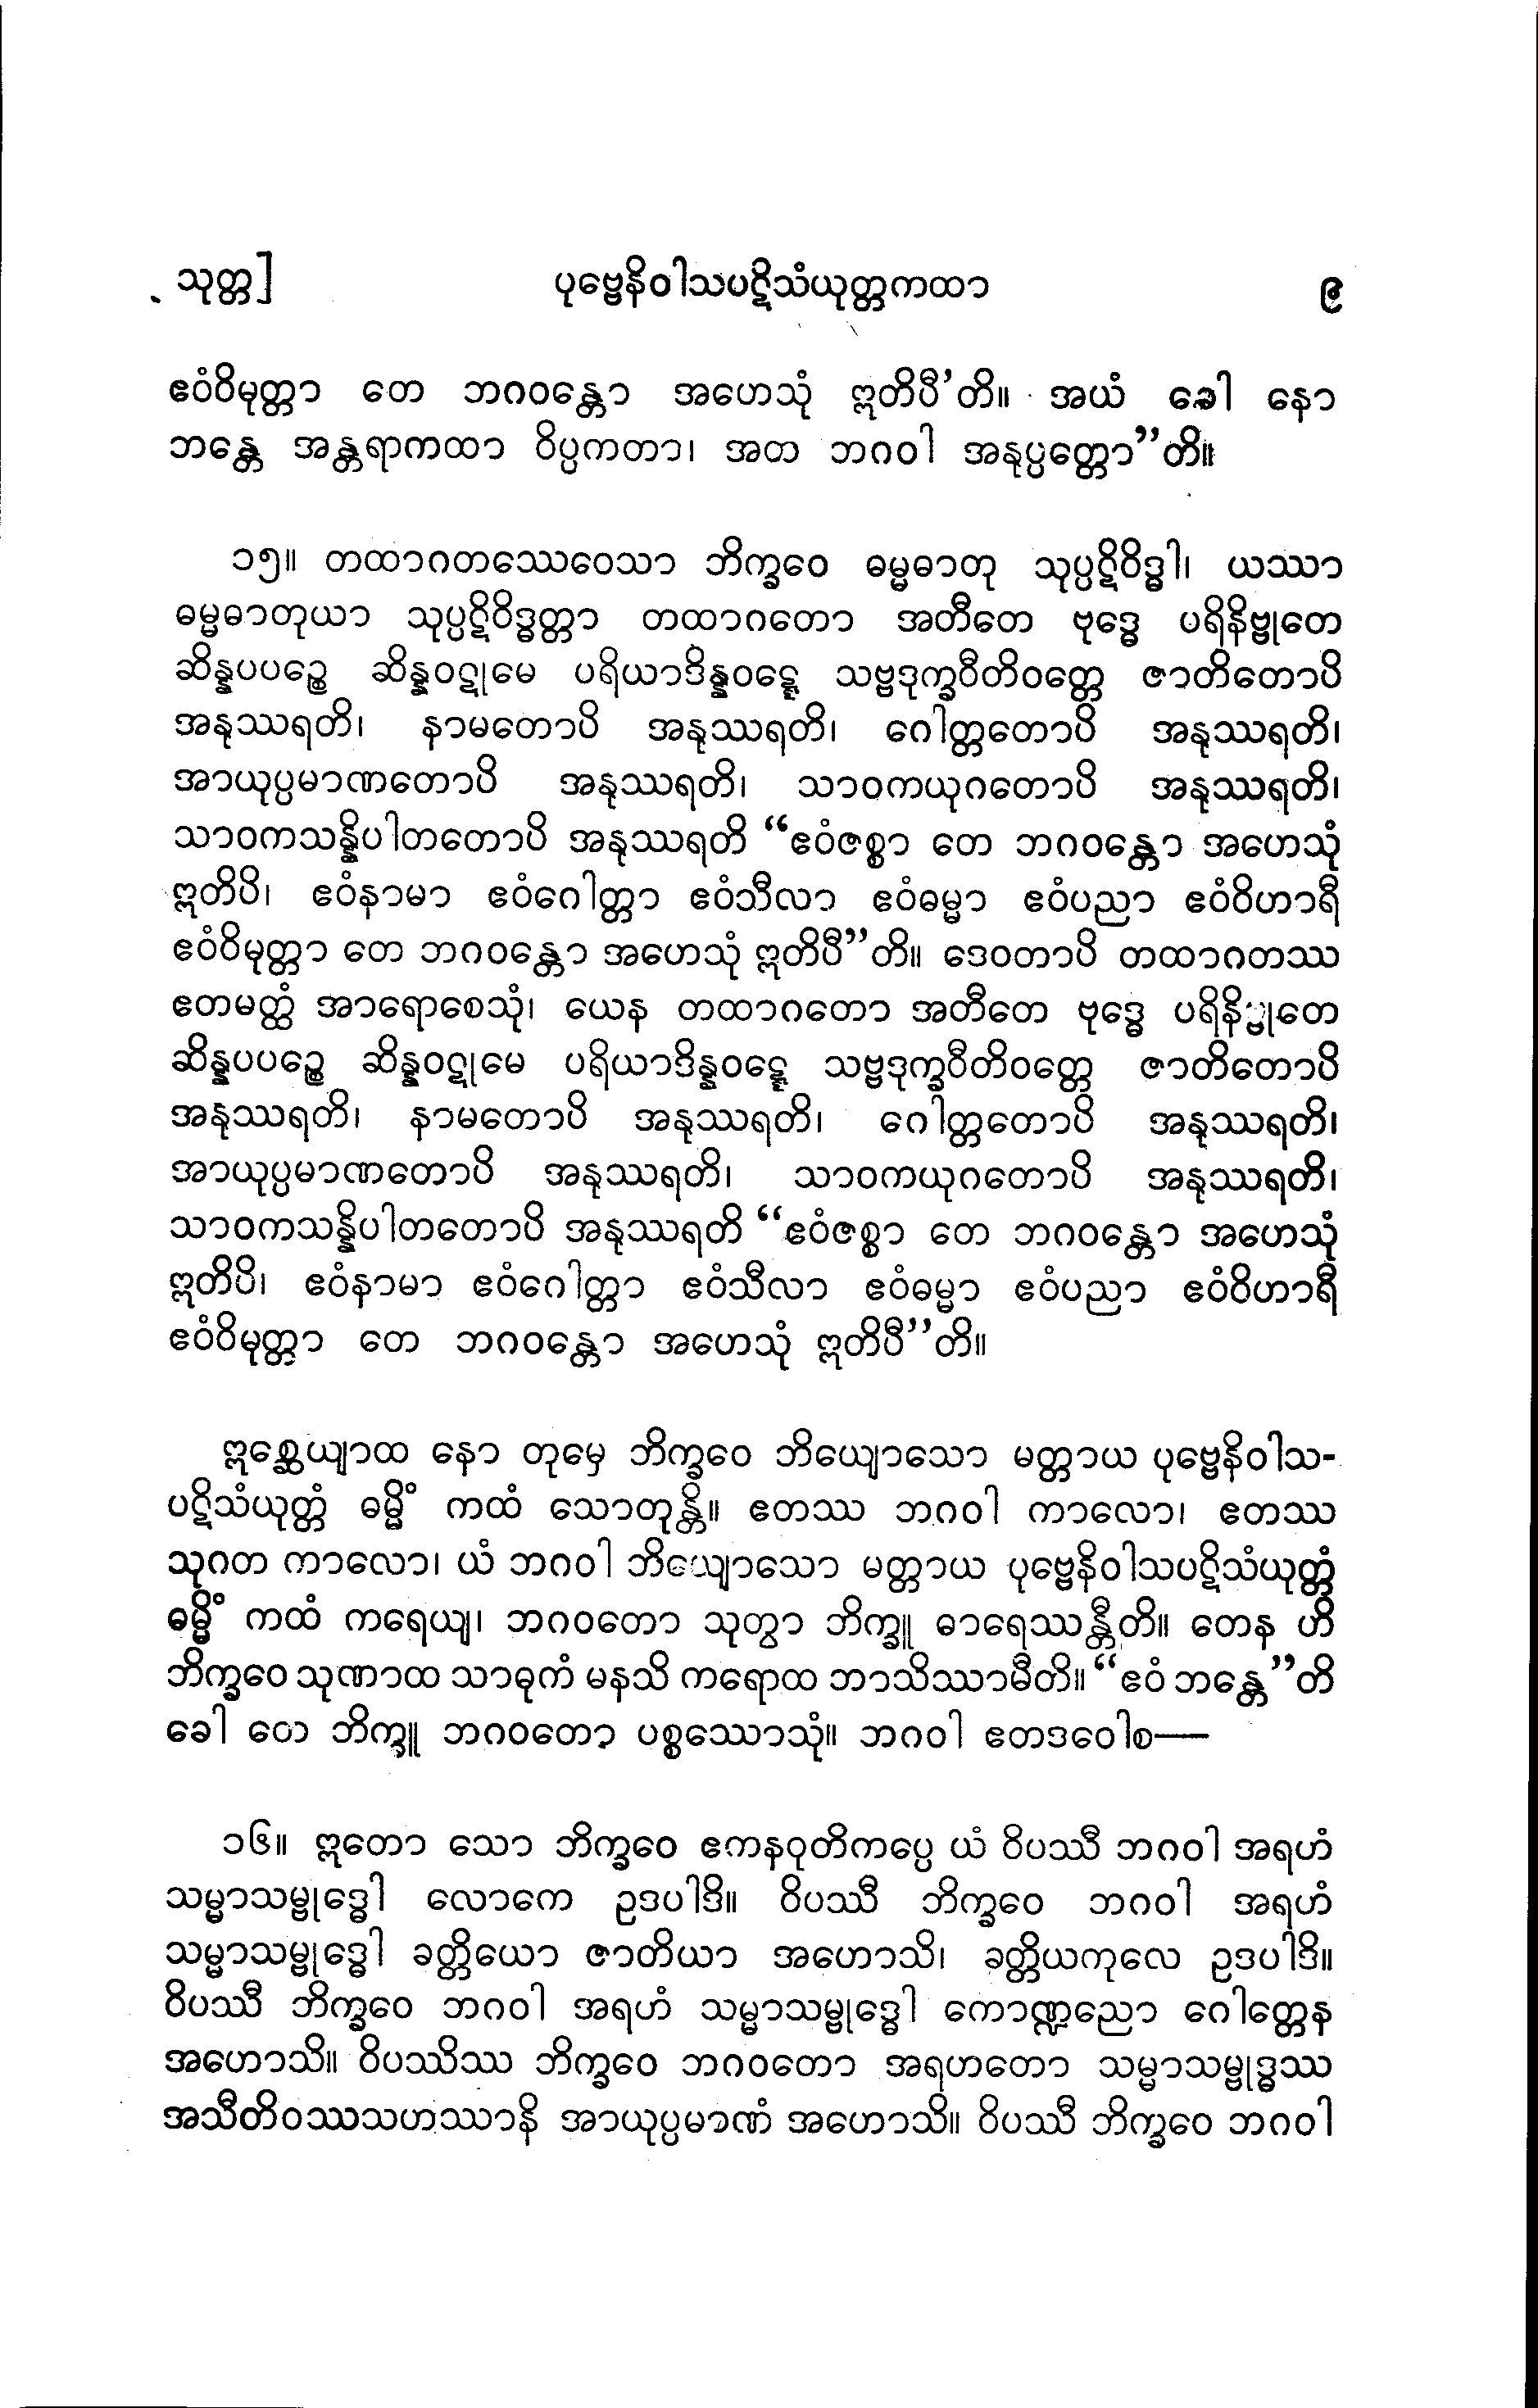 သုတ္တ] ပုဗ္ဗေနိဝါသပဋိသံယုတ္တကထာ ၉
ဧဝံဝိမုတ္တာ တေ ဘဂဝန္တော အဟေသုံ ဣတိပီ’တိ။ အယံ ခေါ နော
ဘန္တေ အန္တရာကထာ ဝိပ္ပကတာ၊ အတ ဘဂဝါ အနုပ္ပတ္တော”တိ။
၁၅။ တထာဂတဿေဝေသာ ဘိက္ခဝေ ဓမ္မဓာတု သုပ္ပဋိဝိဒ္ဓါ၊ ယဿာ
ဓမ္မဓာတုယာ သုပ္ပဋိဝိဒ္ဓတ္တာ တထာဂတော အတီတေ ဗုဒ္ဓေ ပရိနိဗ္ဗုတေ
ဆိန္နပပဉ္စေ ဆိန္နဝဋုမေ ပရိယာဒိန္နဝဋ္ဋေ သဗ္ဗဒုက္ခဝီတိဝတ္တေ ဇာတိတောပိ
အနုဿရတိ၊ နာမတောပိ အနုဿရတိ၊ ဂေါတ္တတောပိ အနုဿရတိ၊
အာယုပ္ပမာဏတောပိ အနုဿရတိ၊ သာဝကယုဂတောပိ အနုဿရတိ၊
သာဝကသန္နိပါတတောပိ အနုဿရတိ “ဧဝံဇစ္စာ တေ ဘဂဝန္တော အဟေသုံ
ဣတိပိ၊ ဧဝံနာမာ ဧဝံဂေါတ္တာ ဧဝံသီလာ ဧဝံဓမ္မာ ဧဝံပညာ ဧဝံဝိဟာရီ
ဧဝံဝိမုတ္တာ တေ ဘဂဝန္တော အဟေသုံ ဣတိပီ”တိ။ ဒေဝတာပိ တထာဂတဿ
ဧတမတ္ထံ အာရောစေသုံ၊ ယေန တထာဂတော အတီတေ ဗုဒ္ဓေ ပရိနိဗ္ဗုတေ
ဆိန္နပပဉ္စေ ဆိန္နဝဋုမေ ပရိယာဒိန္နဝဋ္ဋေ သဗ္ဗဒုက္ခဝီတိဝတ္တေ ဇာတိတောပိ
အနုဿရတိ၊ နာမတောပိ အနုဿရတိ၊ ဂေါတ္တတောပိ အနုဿရတိ၊
အာယုပ္ပမာဏတောပိ အနုဿရတိ၊ သာဝကယုဂတောပိ အနုဿရတိ၊
သာဝကသန္နိပါတတောပိ အနုဿရတိ “ဧဝံဇစ္စာ တေ ဘဂဝန္တော အဟေသုံ
ဣတိပိ၊ ဧဝံနာမာ ဧဝံဂေါတ္တာ ဧဝံသီလာ ဧဝံဓမ္မာ ဧဝံပညာ ဧဝံဝိဟာရီ
ဧဝံဝိမုတ္တာ တေ ဘဂဝန္တော အဟေသုံ ဣတိပီ”တိ။
ဣစ္ဆေယျာထ နော တုမှေ ဘိက္ခဝေ ဘိယျောသော မတ္တာယ ပုဗ္ဗေနိဝါသ-
ပဋိသံယုတ္တံ ဓမ္မိံ ကထံ သောတုန္တိ။ ဧတဿ ဘဂဝါ ကာလော၊ ဧတဿ
သုဂတ ကာလော၊ ယံ ဘဂဝါ ဘိယျောသော မတ္တာယ ပုဗ္ဗေနိဝါသပဋိသံယုတ္တံ
ဓမ္မိံ ကထံ ကရေယျ၊ ဘဂဝတော သုတွာ ဘိက္ခူ ဓာရေဿန္တီတိ။ တေန ဟိ
ဘိက္ခဝေ သုဏာထ သာဓုကံ မနသိ ကရောထ ဘာသိဿာမီတိ။ “ဧဝံ ဘန္တေ”တိ
ခေါ တေ ဘိက္ခူ ဘဂဝတော ပစ္စဿောသုံ။ ဘဂဝါ ဧတဒဝေါစ—
၁၆။ ဣတော သော ဘိက္ခဝေ ဧကနဝုတိကပ္ပေ ယံ ဝိပဿီ ဘဂဝါ အရဟံ
သမ္မာသမ္ဗုဒ္ဓေါ လောကေ ဥဒပါဒိ။ ဝိပဿီ ဘိက္ခဝေ ဘဂဝါ အရဟံ
သမ္မာသမ္ဗုဒ္ဓေါ ခတ္တိယော ဇာတိယာ အဟောသိ၊ ခတ္တိယကုလေ ဥဒပါဒိ။
ဝိပဿီ ဘိက္ခဝေ ဘဂဝါ အရဟံ သမ္မာသမ္ဗုဒ္ဓေါ ကောဏ္ဍညော ဂေါတ္တေန
အဟောသိ။ ဝိပဿိဿ ဘိက္ခဝေ ဘဂဝတော အရဟတော သမ္မာသမ္ဗုဒ္ဓဿ
အသီတိဝဿသဟဿာနိ အာယုပ္ပမာဏံ အဟောသိ။ ဝိပဿီ ဘိက္ခဝေ ဘဂဝါ